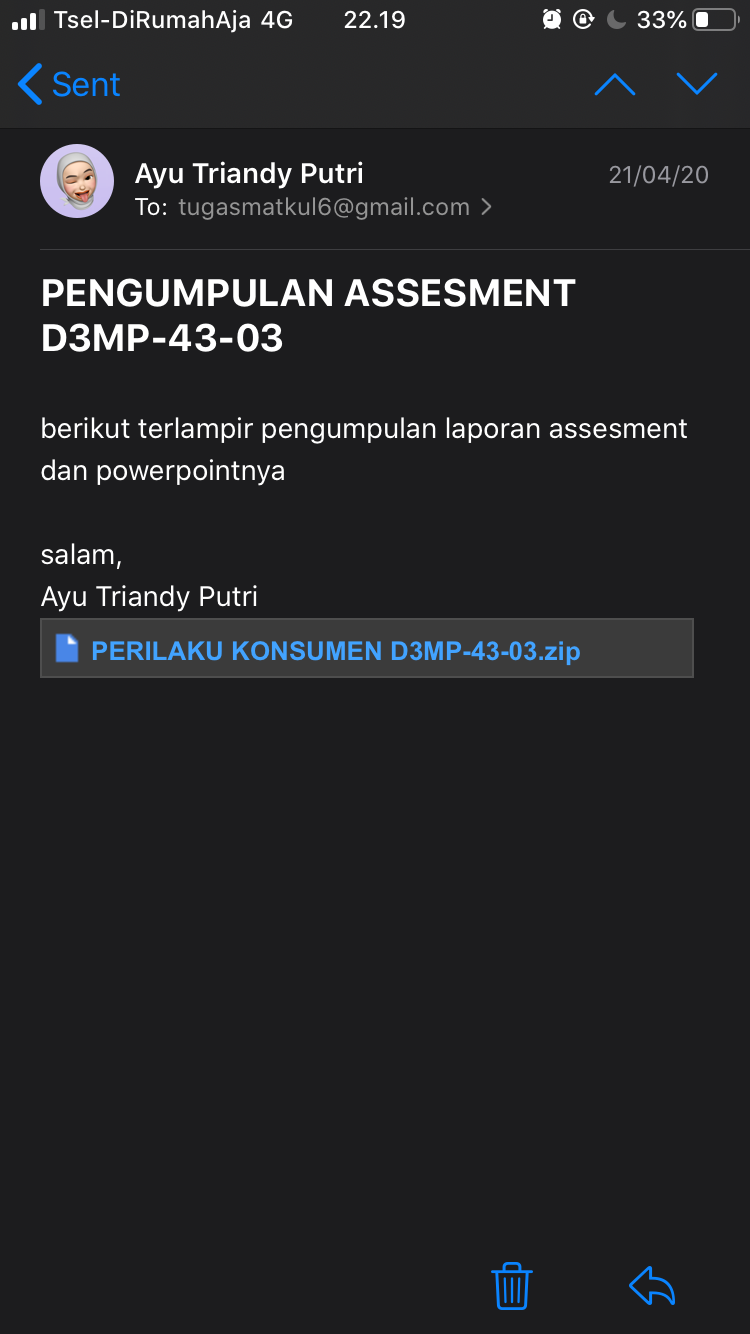 Tsel-DiRumahAja 4G 22.19 33%
Sent
Ayu Triandy Putri 21/04/20
To: tugasmatkul6@gmail.com
PENGUMPULAN ASSESMENT
D3MP-43-03
berikut terlampir pengumpulan laporan assesment
dan powerpointnya
salam,
Ayu Triandy Putri
PERILAKU KONSUMEN D3MP-43-03.zip